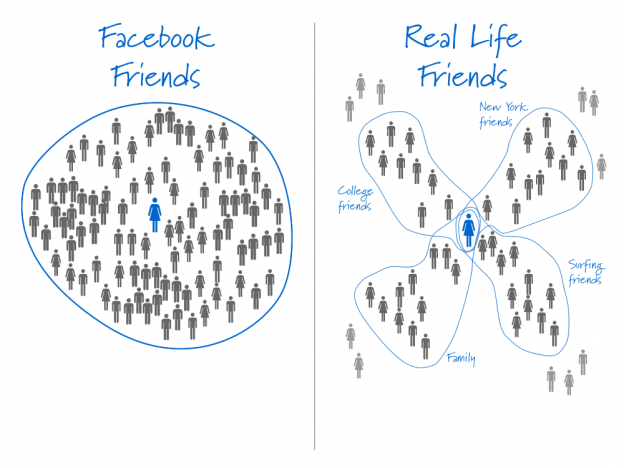 Facebook
Friends
Real Life
Friends
New York
friends
College
friends
Surfing
friends
Family